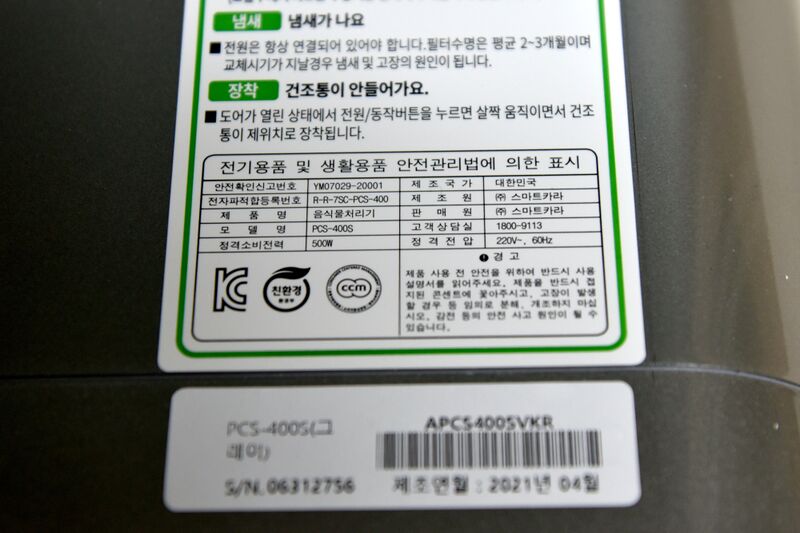 냄새 냄새가 나요
■ 전원은 항상 연결되어 있어야 합니다.필터수명은 평균 2~3개월이며
교체시기가 지날경우 냄새 및 고장의 원인이 됩니다.
장착 건조통이 안들어가요.
■ 도어가 열린 상태에서 전원/동작버튼을 누르면 살짝 움직이면서 건조
통이 제위치로 장착됩니다.
전기용품 및 생활용품 안전관리법에 의한 표시
안전확인신고번호 YM07029-20001 제조국가 대한민국
전자파적합등록번호 R-R-7SC-PCS-400 제조원 ㈜ 스마트카라
제품명 음식물처리기 판매원 ㈜ 스마트카라
모델명 PCS-400S 고객상담실 1800-9113
정격소비전력 500W 정격전압 220V~, 60Hz
경고
제품 사용 전 안전을 위하여 반드시 사용
설명서를 읽어주세요. 제품을 반드시 접
지된 콘센트에 꽂아주시고, 고장이 발생
할 경우 등 임의로 분해, 개조하지 마십
시오. 감전 등의 안전 사고 원인이 될 수
있습니다.
KC
친환경
환경부
ccm
PCS-400S(그
레이)
APCS400SVKR
S/N. 06312756 제조연월 : 2021년 04월